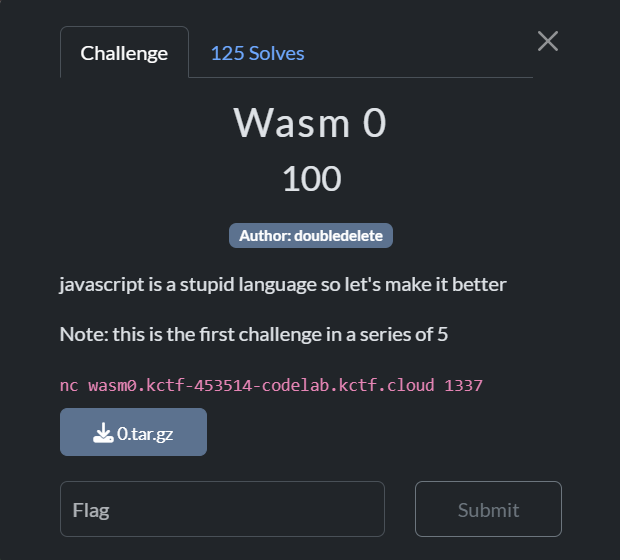 Challenge
125 Solves
Wasm 0
100
Author: doubledelete
javascript is a stupid language so let's make it better
Note: this is the first challenge in a series of 5
nc wasm0.kctf-453514-codelab.kctf.cloud 1337
0.tar.gz
Flag
Submit